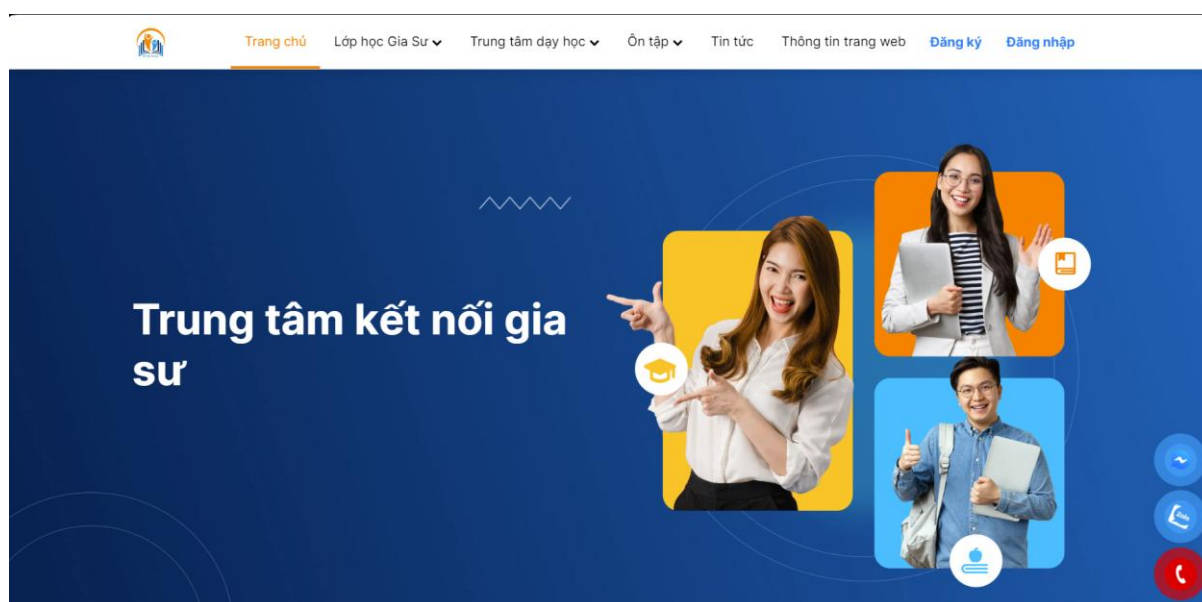 Trang chủ Lớp học Gia Sư Trung tâm dạy học Ôn tập Tin tức Thông tin trang web Đăng ký Đăng nhập
Trung tâm kết nối gia
sư
Zalo